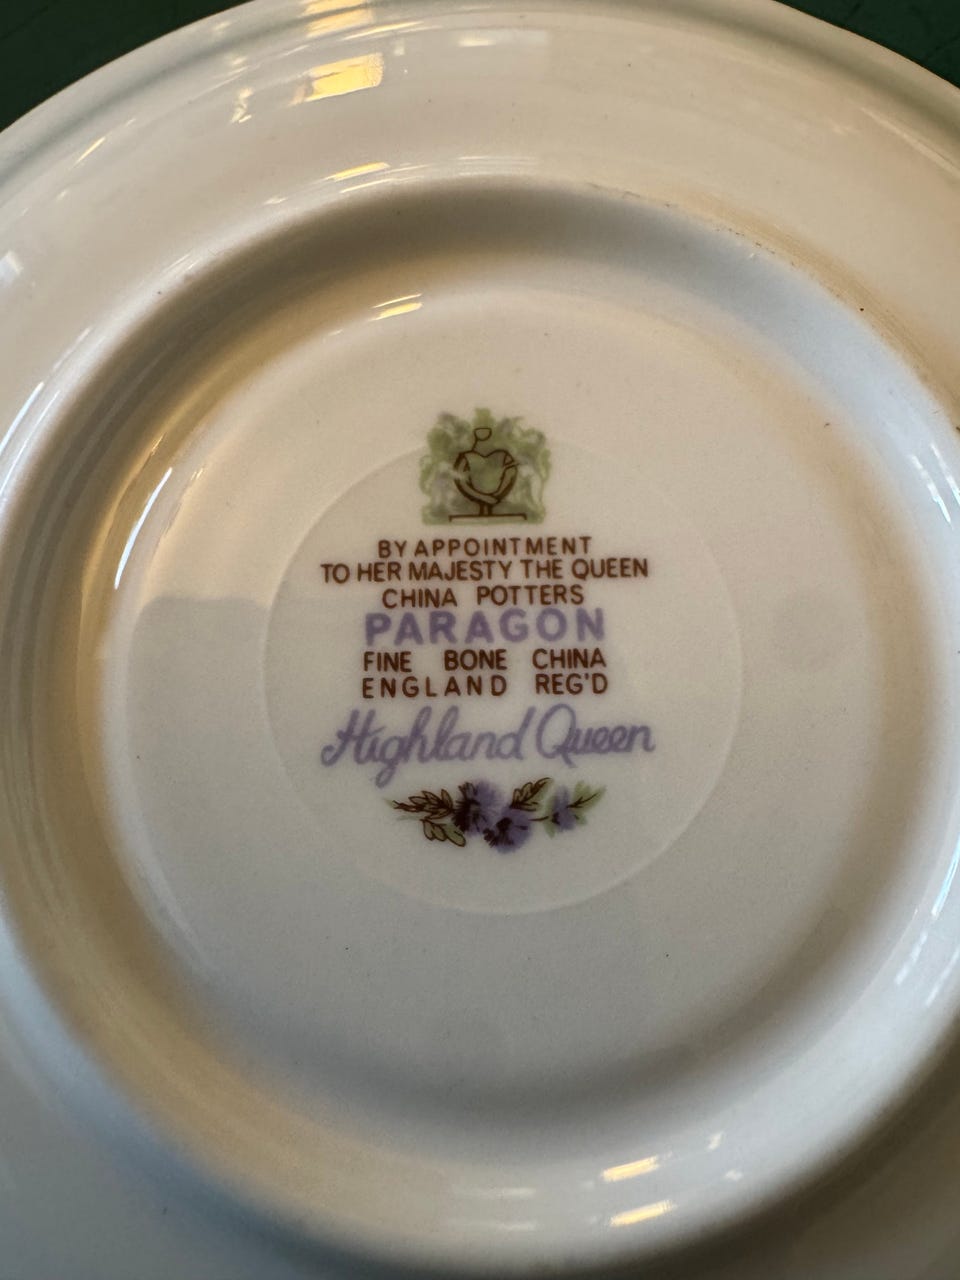 BY APPOINTMENT
TO HER MAJESTY THE QUEEN
CHINA POTTERS
PARAGON
FINE BONE CHINA
ENGLAND REG'D
Highland Queen